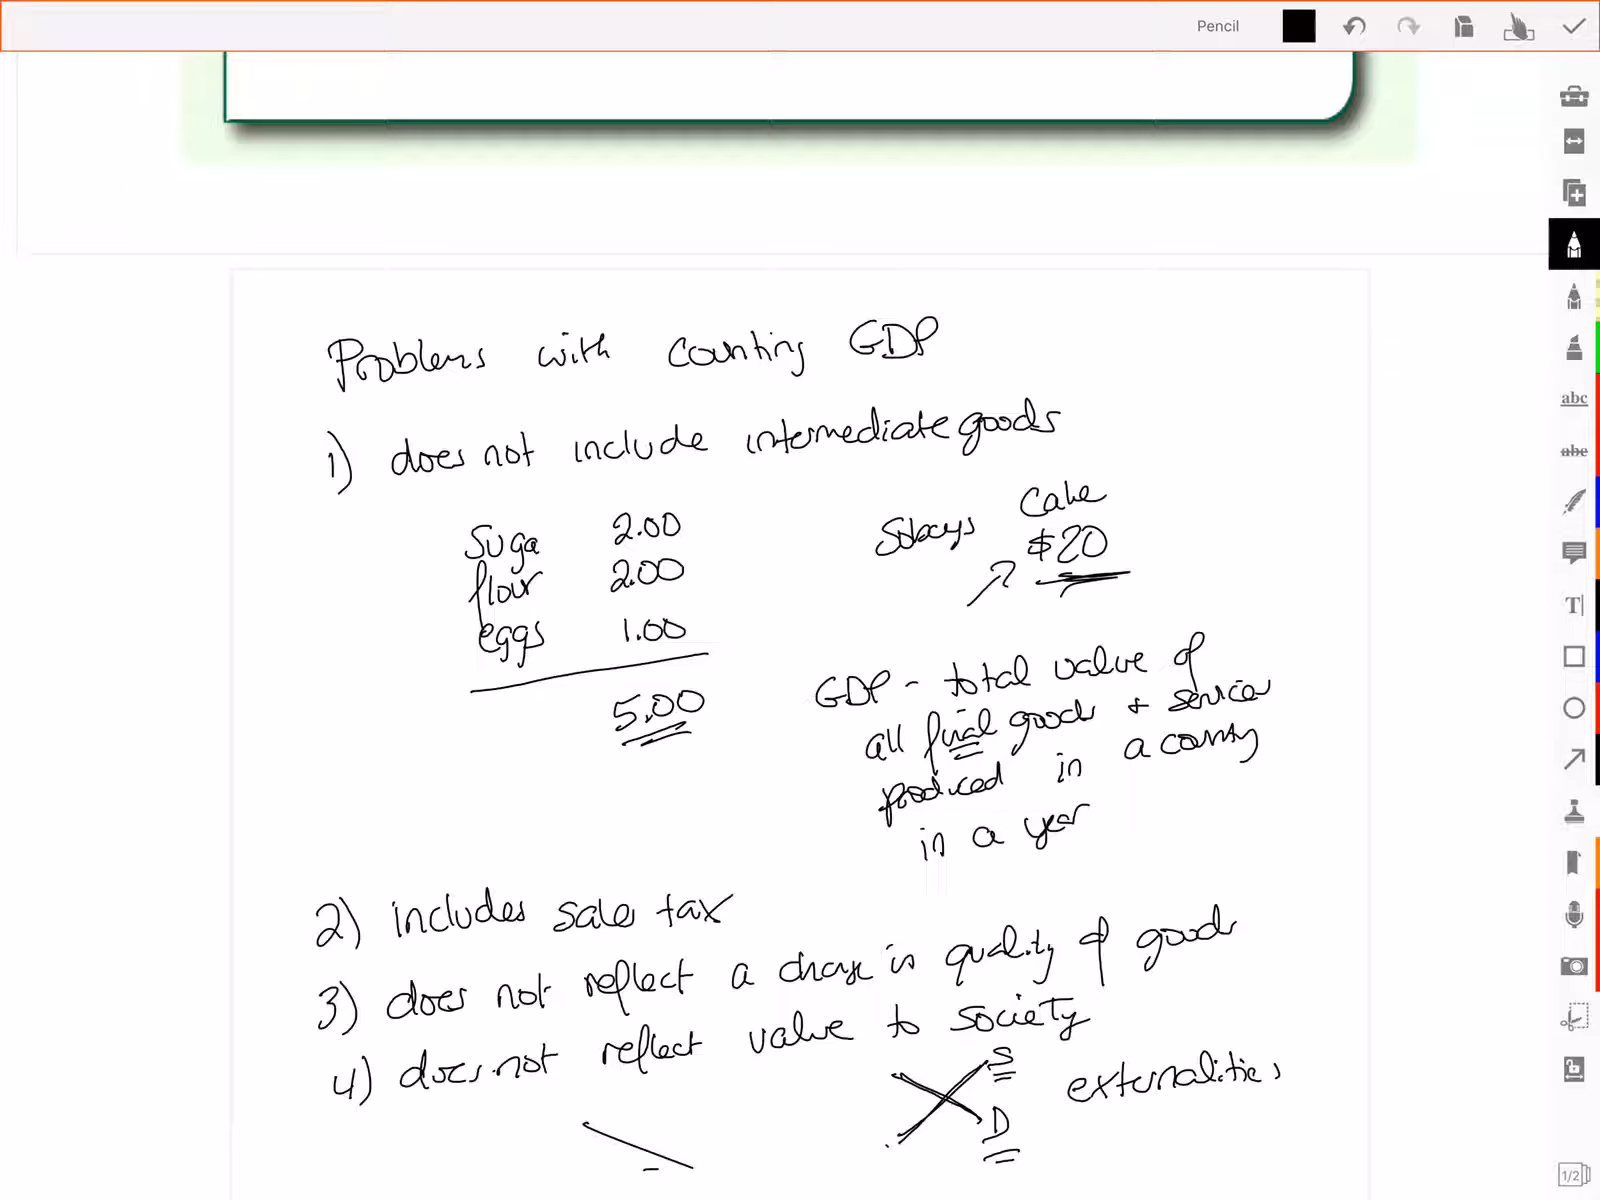 Pencil
Problems with counting GDP
1) does not include intermediate goods
Suga 2.00
flour 2.00
eggs 1.00
5.00
Sobeys Cake
$20
GDP - total value of
all final goods + services
produced in a country
in a year
2) includes sales tax
3) does not reflect a change in quality of goods
4) does not reflect value to society
S
D
externalities
abc
abc
T
1/2